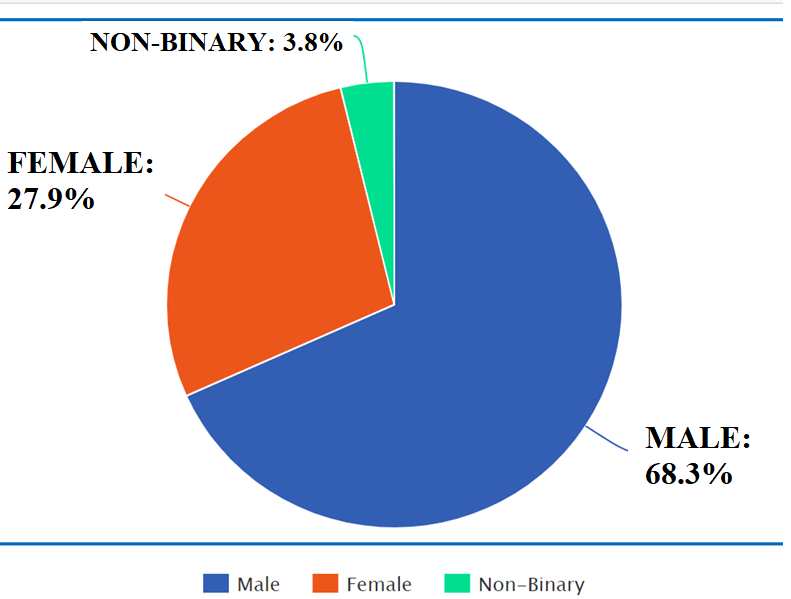 NON-BINARY: 3.8%
FEMALE:
27.9%
MALE:
68.3%
Male Female Non-Binary